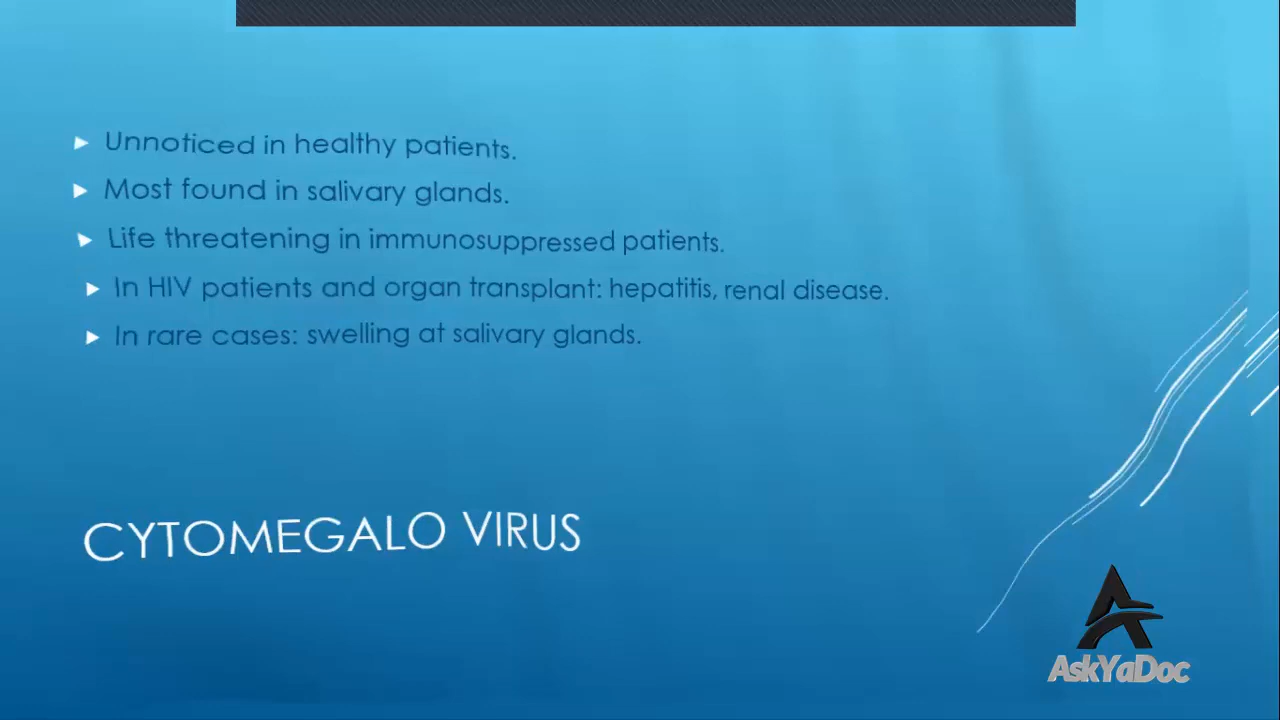 Unnoticed in healthy patients.
Most found in salivary glands.
Life threatening in immunosuppressed patients.
In HIV patients and organ transplant: hepatitis, renal disease.
In rare cases: swelling at salivary glands.
CYTOMEGALO VIRUS
AskYaDoc